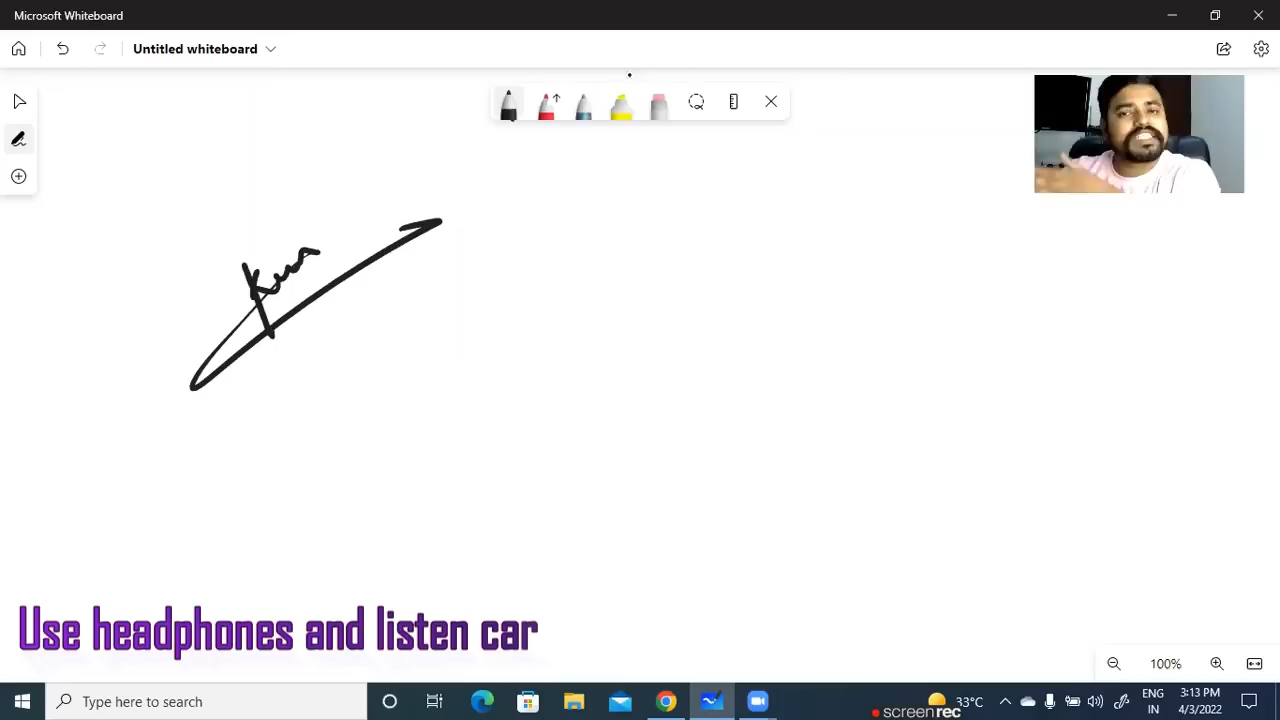 Microsoft Whiteboard
Untitled whiteboard
Use headphones and listen car
100%
Type here to search
33°C
ENG
IN
3:13 PM
4/3/2022
screenrec